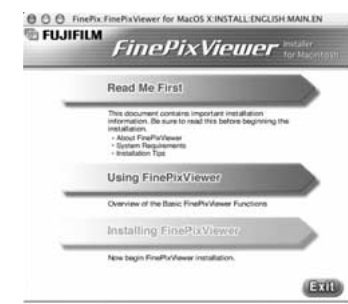 FinePix:FinePixViewer for MacOS X:INSTALL:ENGLISH:MAIN.EN
FUJIFILM
FinePixViewer Installer
for Macintosh
Read Me First
This document contains important installation
information. Be sure to read this before beginning the
installation.
- About FinePixViewer
- System Requirements
- Installation Tips
Using FinePixViewer
Overview of the Basic FinePixViewer Functions
Installing FinePixViewer
Now begin FinePixViewer installation.
Exit